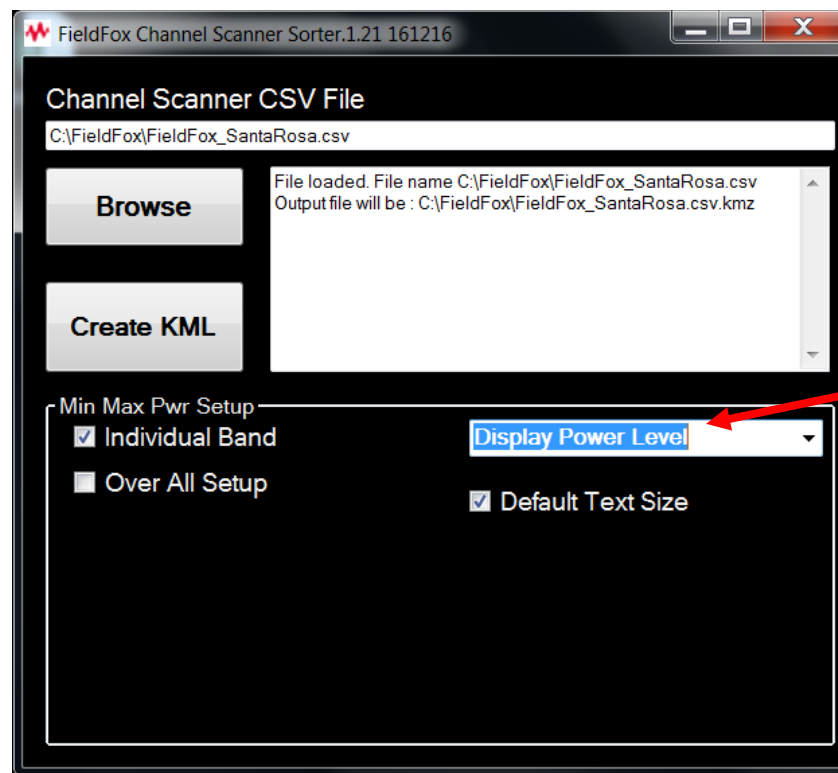 FieldFox Channel Scanner Sorter.1.21 161216
Channel Scanner CSV File
C:\FieldFox\FieldFox_SantaRosa.csv
Browse
File loaded. File name C:\FieldFox\FieldFox_SantaRosa.csv
Output file will be : C:\FieldFox\FieldFox_SantaRosa.csv.kmz
Create KML
Min Max Pwr Setup
Individual Band
Display Power Level
Over All Setup
Default Text Size